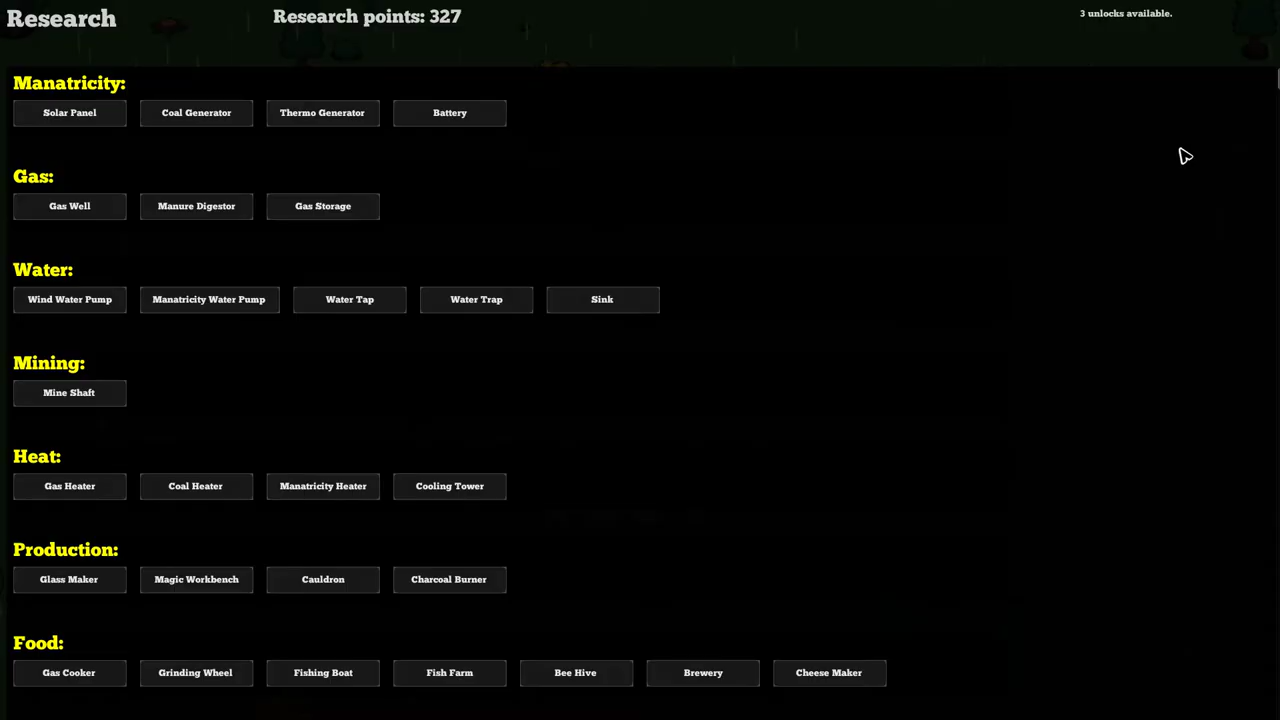 Research
Research points: 327
3 unlocks available.
Manatricity:
Solar Panel
Coal Generator
Thermo Generator
Battery
Gas:
Gas Well
Manure Digestor
Gas Storage
Water:
Wind Water Pump
Manatricity Water Pump
Water Tap
Water Trap
Sink
Mining:
Mine Shaft
Heat:
Gas Heater
Coal Heater
Manatricity Heater
Cooling Tower
Production:
Glass Maker
Magic Workbench
Cauldron
Charcoal Burner
Food:
Gas Cooker
Grinding Wheel
Fishing Boat
Fish Farm
Bee Hive
Brewery
Cheese Maker